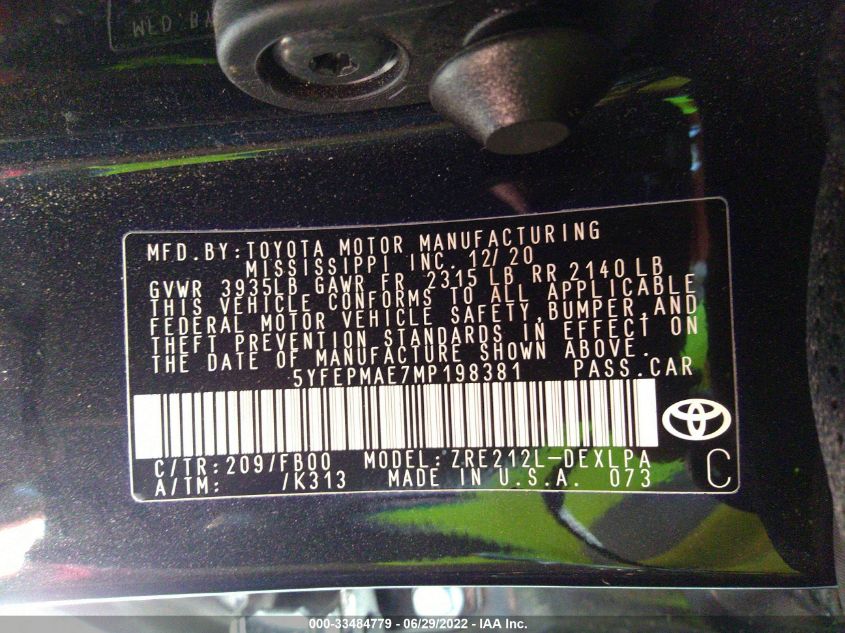 MFD.BY:TOYOTA MOTOR MANUFACTURING
MISSISSIPPI INC. 12/20
GVWR 3935LB GAWR FR 2315 LB RR 2140 LB
THIS VEHICLE CONFORMS TO ALL APPLICABLE
FEDERAL MOTOR VEHICLE SAFETY,BUMPER,AND
THEFT PREVENTION STANDARDS IN EFFECT ON
THE DATE OF MANUFACTURE SHOWN ABOVE.
5YFEPMAE7MP198381 PASS.CAR
C/TR:209/FB00 MODEL:ZRE212L-DEXLPA
A/TM: /K313 MADE IN U.S.A. 073 C
000-33484779 - 06/29/2022 - IAA Inc.